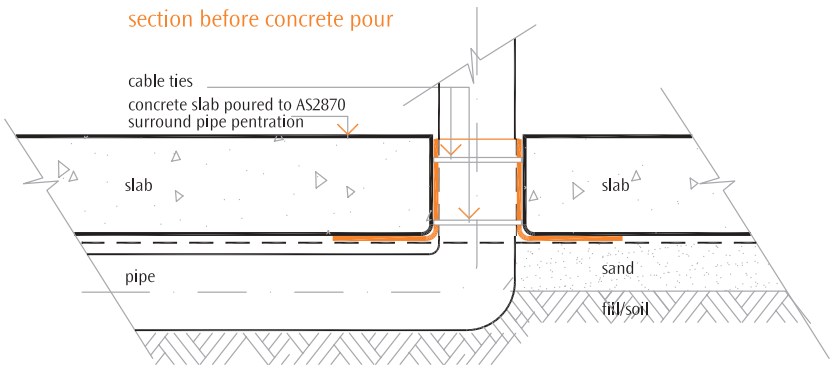 section before concrete pour
cable ties
concrete slab poured to AS2870
surround pipe pentration
slab
slab
pipe
sand
fill/soil